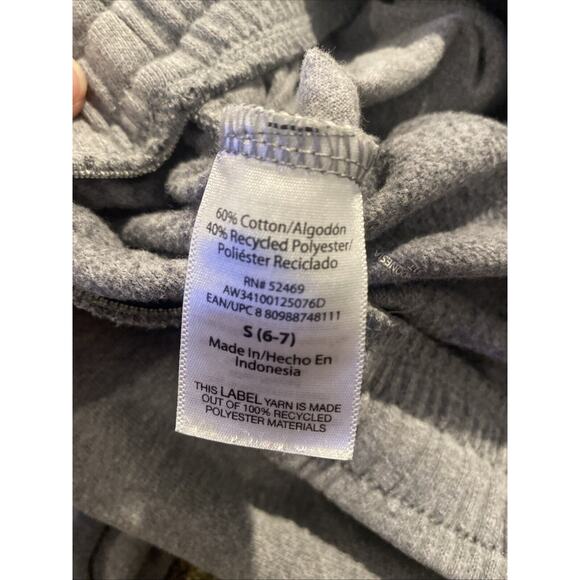 60% Cotton/Algodón
40% Recycled Polyester/
Poliéster Reciclado
RN# 52469
AW34100125076D
EAN/UPC 8 80988748111
S (6-7)
Made In/Hecho En
Indonesia
THIS LABEL YARN IS MADE
OUT OF 100% RECYCLED
POLYESTER MATERIALS